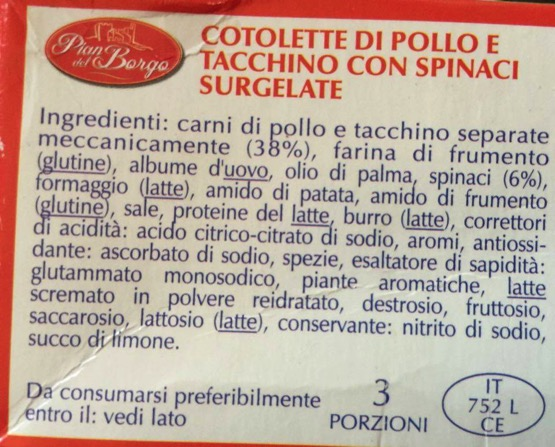 Pian
del Borgo
COTOLETTE DI POLLO E
TACCHINO CON SPINACI
SURGELATE
Ingredienti: carni di pollo e tacchino separate
meccanicamente (38%), farina di frumento
(glutine), albume d'uovo, olio di palma, spinaci (6%),
formaggio (latte), amido di patata, amido di frumento
(glutine), sale, proteine del latte, burro (latte), correttori
di acidità: acido citrico-citrato di sodio, aromi, antiossi-
dante: ascorbato di sodio, spezie, esaltatore di sapidità:
glutammato monosodico, piante aromatiche, latte
scremato in polvere reidratato, destrosio, fruttosio,
saccarosio, lattosio (latte), conservante: nitrito di sodio,
succo di limone.
Da consumarsi preferibilmente
entro il: vedi lato
3
PORZIONI
IT
752 L
CE